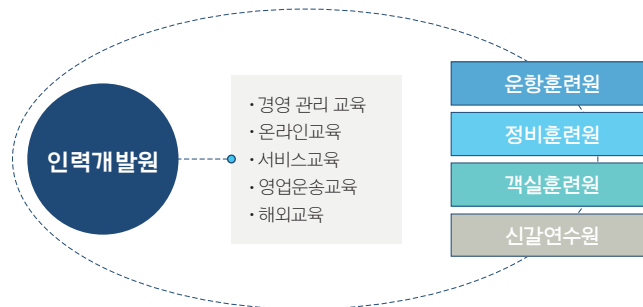 인력개발원
· 경영 관리 교육
· 온라인교육
· 서비스교육
· 영업운송교육
· 해외교육
운항훈련원
정비훈련원
객실훈련원
신갈연수원